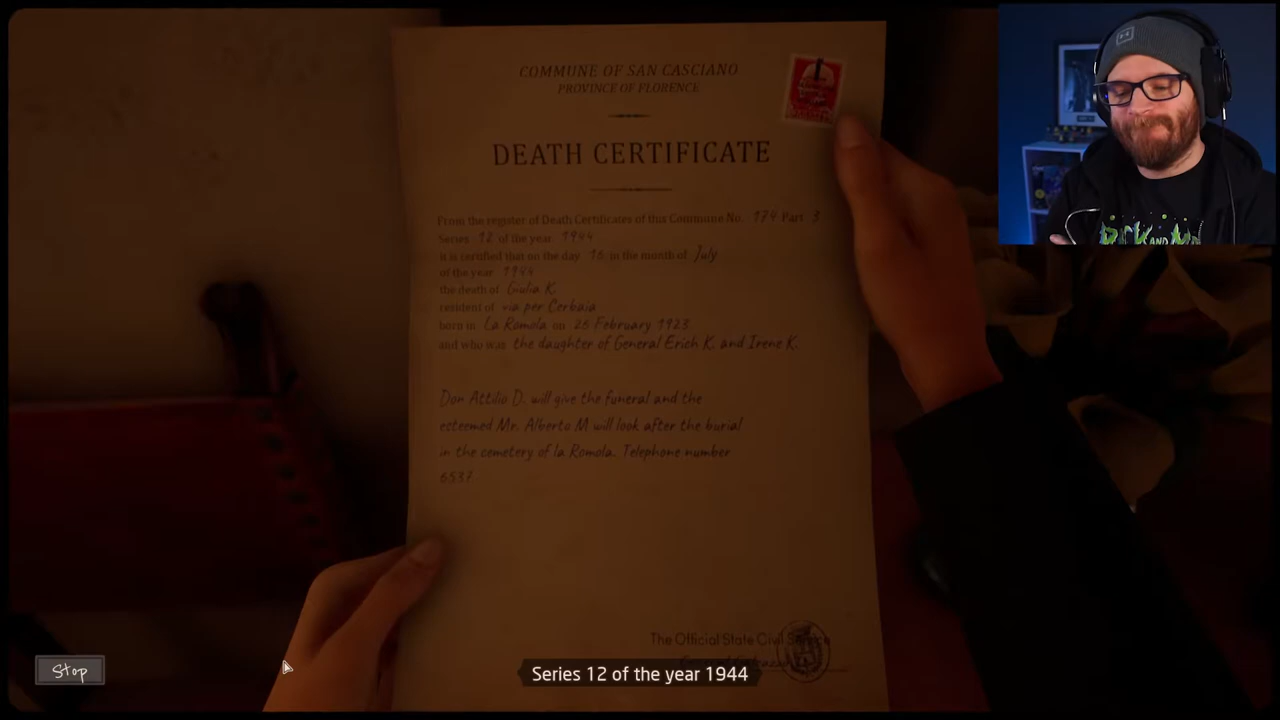 COMMUNE OF SAN CASCIANO
PROVINCE OF FLORENCE
DEATH CERTIFICATE
From the register of Death Certificates of this Commune No. 174 Part 3
Series 12 of the year 1944
it is certified that on the day 16 in the month of July
of the year 1944
the death of Giulia K.
resident of via per Cerbaia
born in La Romola on 26 February 1923
and who was the daughter of General Erich K. and Irene K.
Don Attilio D. will give the funeral and the
esteemed Mr. Alberto M will look after the burial
in the cemetery of la Romola. Telephone number
6537
The Official State Civil Service
Stop
Series 12 of the year 1944